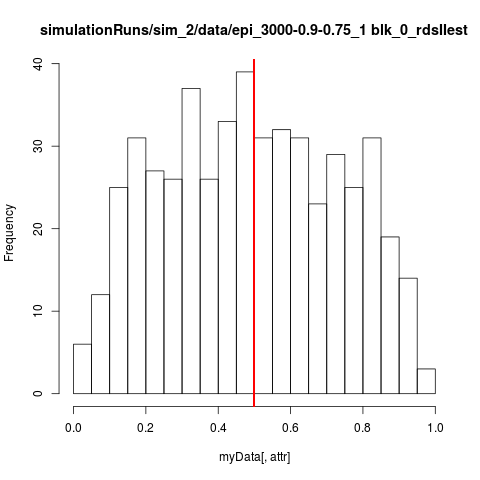 simulationRuns/sim_2/data/epi_3000-0.9-0.75_1 blk_0_rdsIlest
Frequency
40
30
20
10
0
0.0 0.2 0.4 0.6 0.8 1.0
myData[, attr]